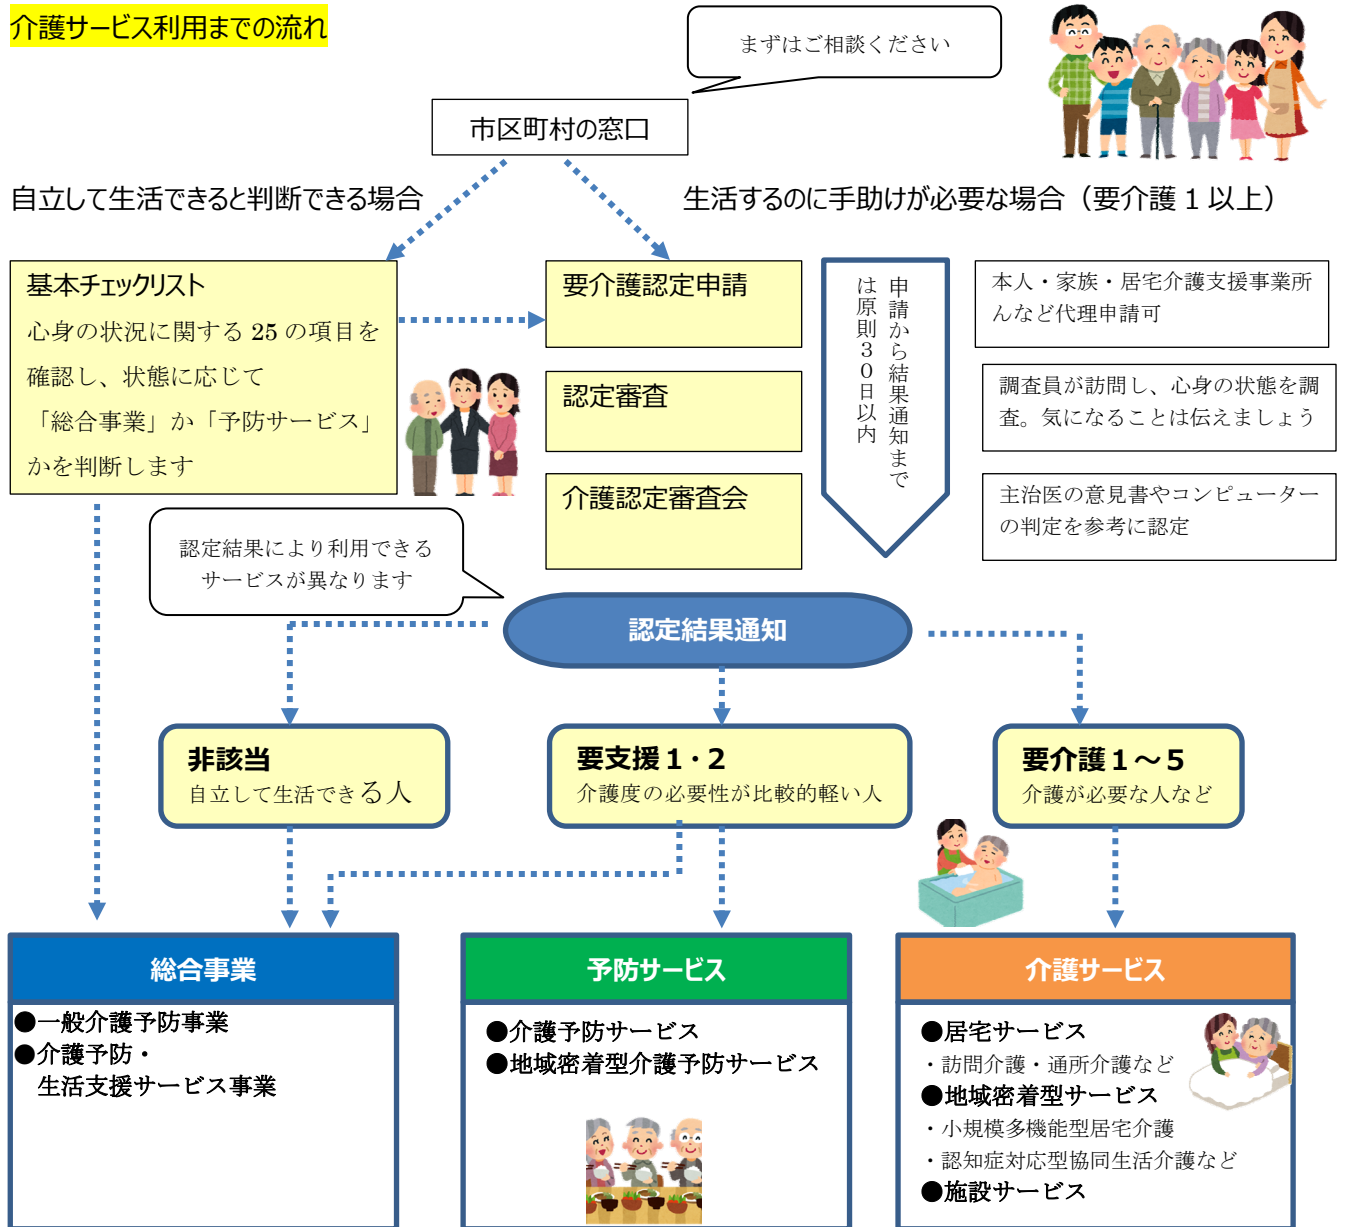 介護サービス利用までの流れ
まずはご相談ください
市区町村の窓口
自立して生活できると判断できる場合
生活するのに手助けが必要な場合（要介護１以上）
基本チェックリスト
心身の状況に関する 25 の項目を
確認し、状態に応じて
「総合事業」か「予防サービス」
かを判断します
要介護認定申請
認定審査
介護認定審査会
申請から結果通知まで
は原則３０日以内
本人・家族・居宅介護支援事業所
んなど代理申請可
調査員が訪問し、心身の状態を調
査。気になることは伝えましょう
主治医の意見書やコンピューター
の判定を参考に認定
認定結果により利用できる
サービスが異なります
認定結果通知
非該当
自立して生活できる人
要支援１・２
介護度の必要性が比較的軽い人
要介護１～５
介護が必要な人など
総合事業
●一般介護予防事業
●介護予防・
生活支援サービス事業
予防サービス
●介護予防サービス
●地域密着型介護予防サービス
介護サービス
●居宅サービス
・訪問介護・通所介護など
●地域密着型サービス
・小規模多機能型居宅介護
・認知症対応型協同生活介護など
●施設サービス